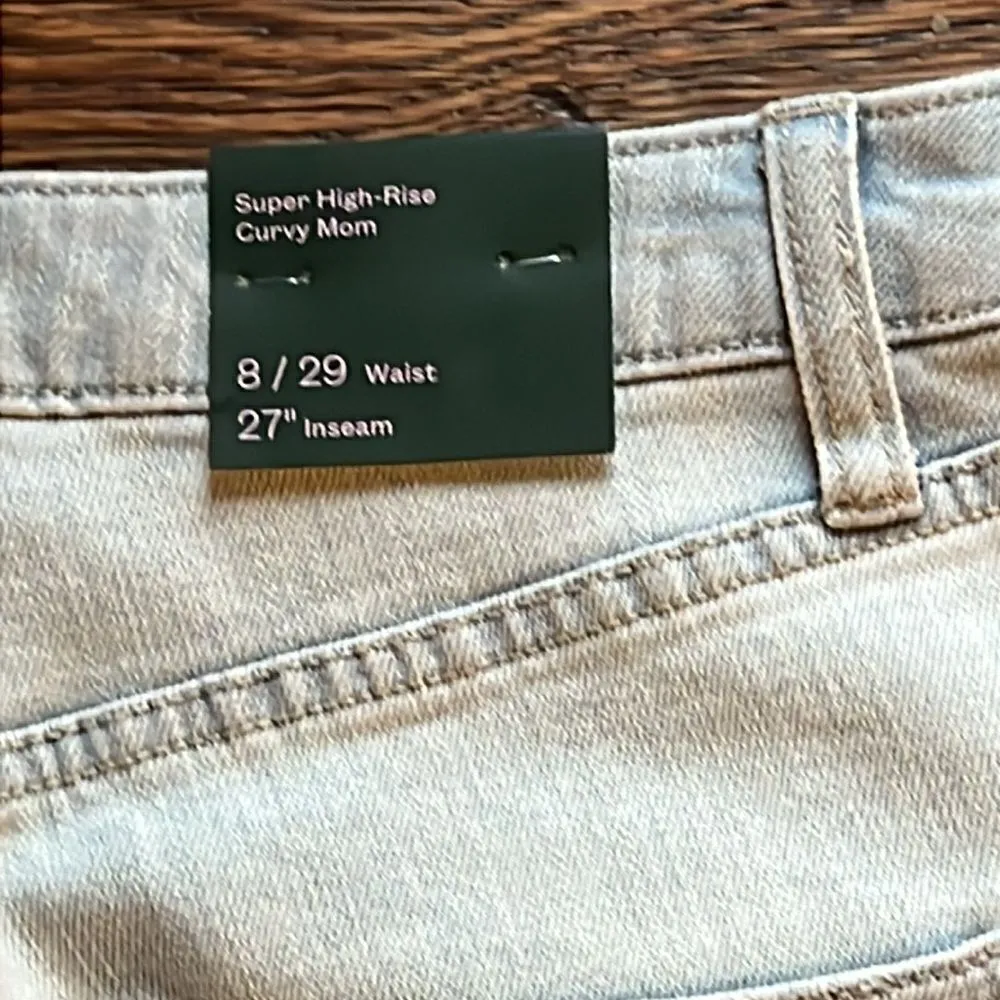 Super High-Rise
Curvy Mom
8 / 29 Waist
27" Inseam